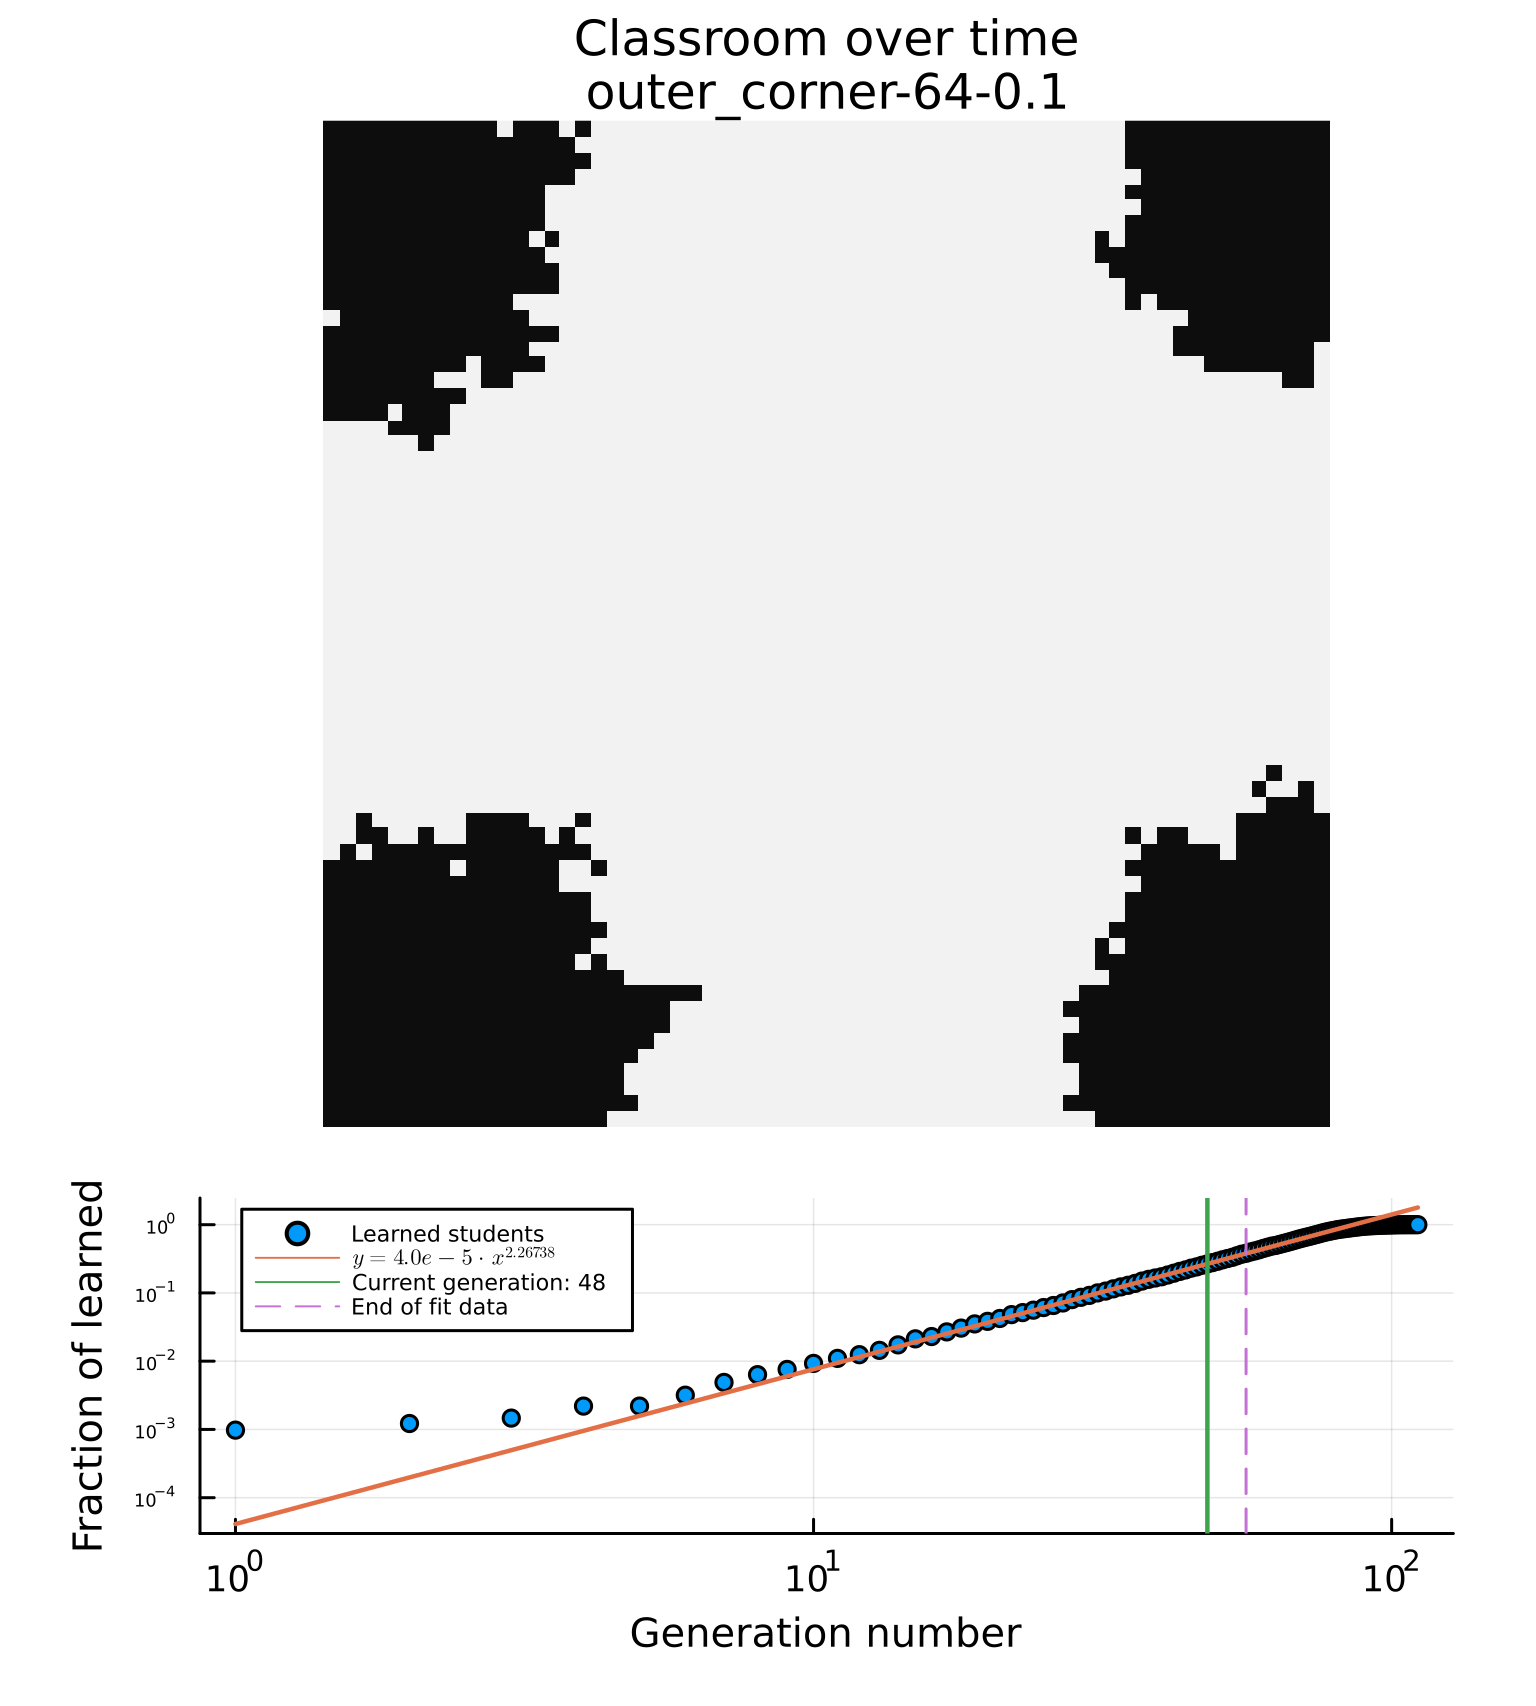 Classroom over time
outer_corner-64-0.1
Fraction of learned
10^0
10^-1
10^-2
10^-3
10^-4
Learned students
y = 4.0e - 5 · x^2.26738
Current generation: 48
End of fit data
10^0 10^1 10^2
Generation number